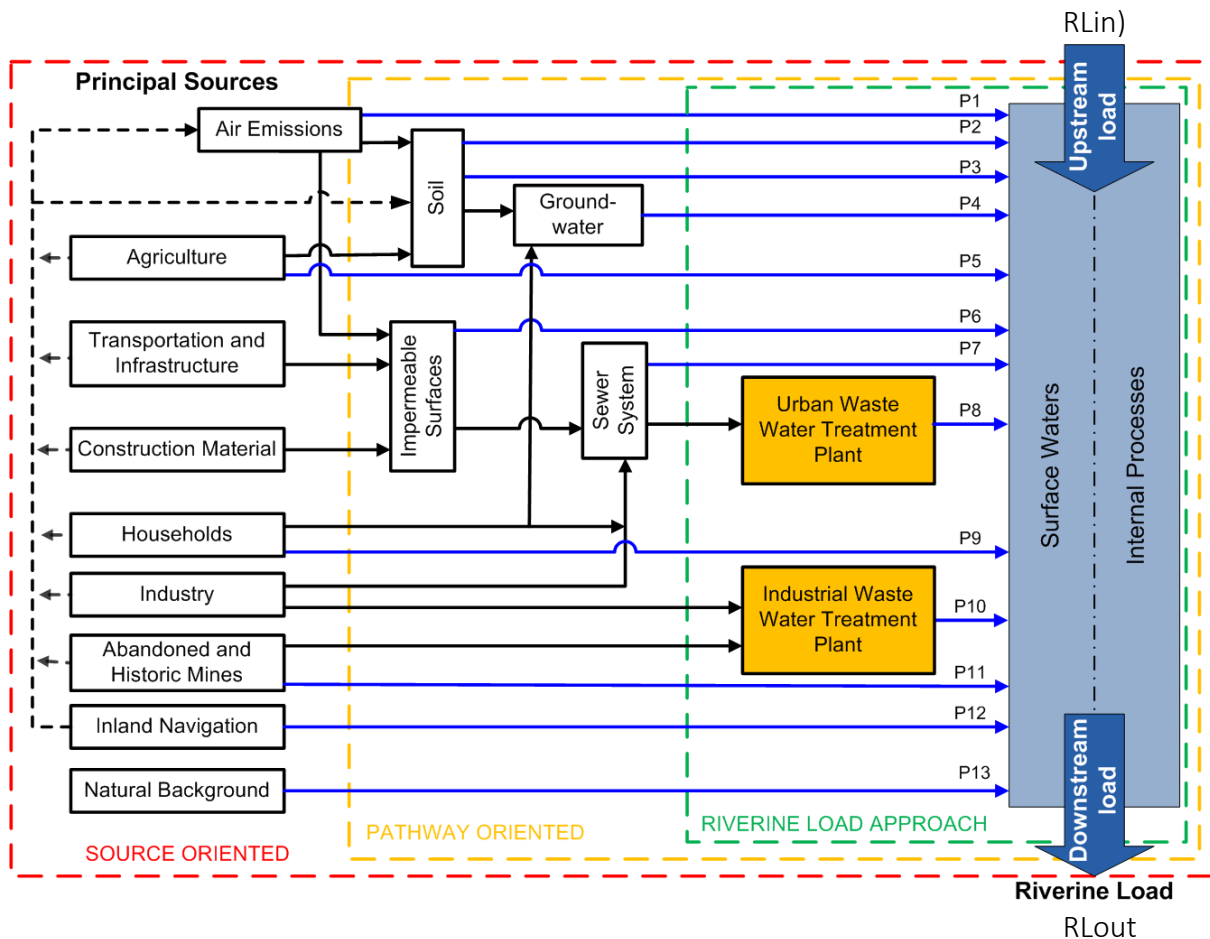 RLin)
Principal Sources
Upstream
load
Air Emissions
P1
P2
P3
Soil
Ground-
water
P4
Agriculture
P5
Transportation and
Infrastructure
Impermeable
Surfaces
P6
Sewer
System
P7
Urban Waste
Water Treatment
Plant
P8
Construction Material
Surface Waters
Internal Processes
Households
P9
Industry
Industrial Waste
Water Treatment
Plant
P10
Abandoned and
Historic Mines
P11
Inland Navigation
P12
Natural Background
P13
Downstream
load
PATHWAY ORIENTED
RIVERINE LOAD APPROACH
SOURCE ORIENTED
Riverine Load
RLout